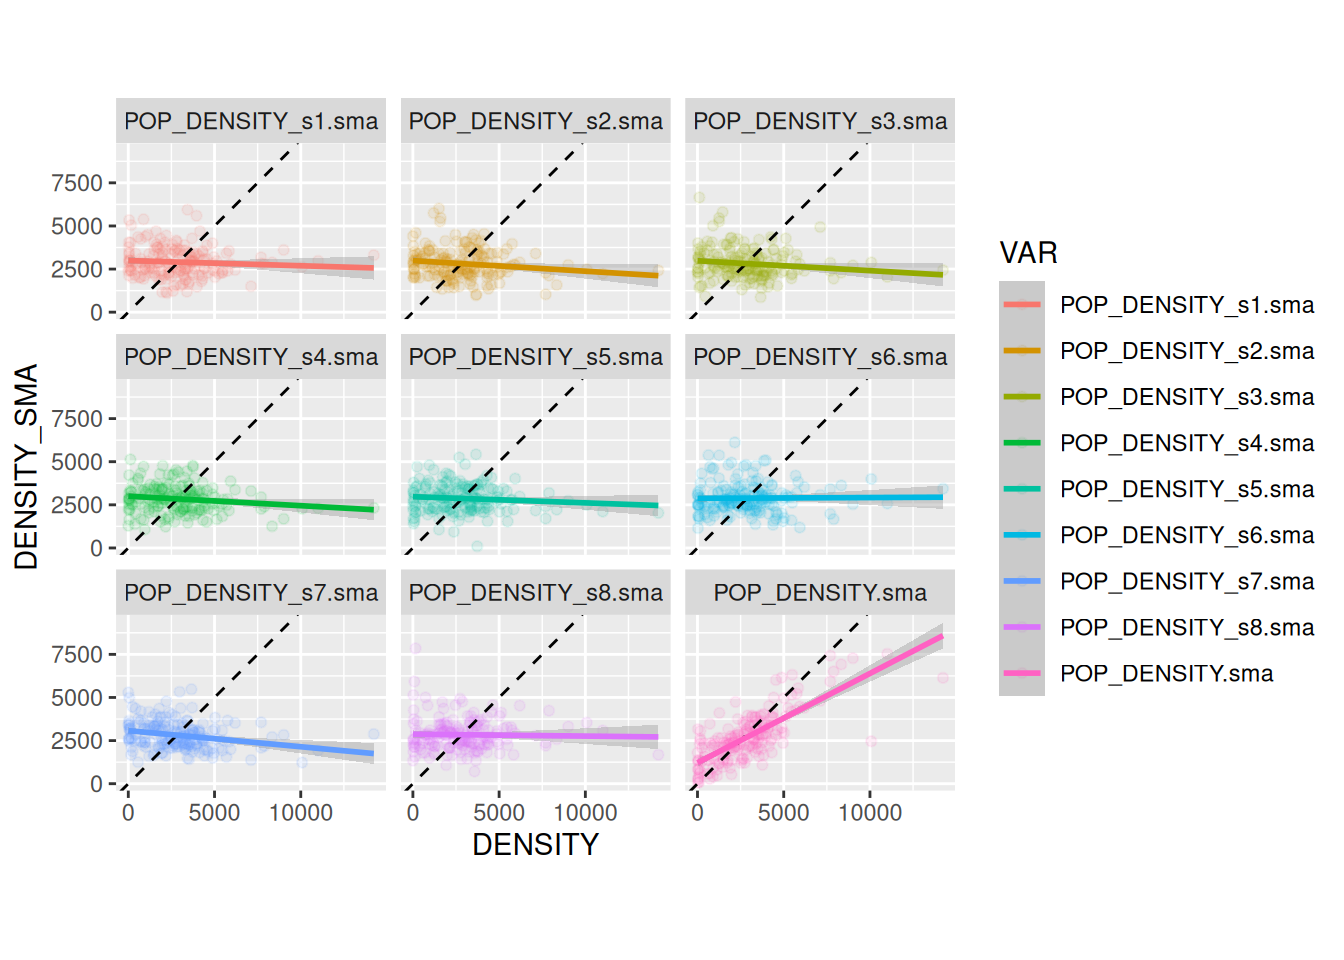 POP_DENSITY_s1.sma POP_DENSITY_s2.sma POP_DENSITY_s3.sma
7500
5000
2500
0
POP_DENSITY_s4.sma POP_DENSITY_s5.sma POP_DENSITY_s6.sma
7500
5000
2500
0
POP_DENSITY_s7.sma POP_DENSITY_s8.sma POP_DENSITY.sma
7500
5000
2500
0
0 5000 10000 0 5000 10000 0 5000 10000
DENSITY
DENSITY_SMA
VAR
POP_DENSITY_s1.sma
POP_DENSITY_s2.sma
POP_DENSITY_s3.sma
POP_DENSITY_s4.sma
POP_DENSITY_s5.sma
POP_DENSITY_s6.sma
POP_DENSITY_s7.sma
POP_DENSITY_s8.sma
POP_DENSITY.sma